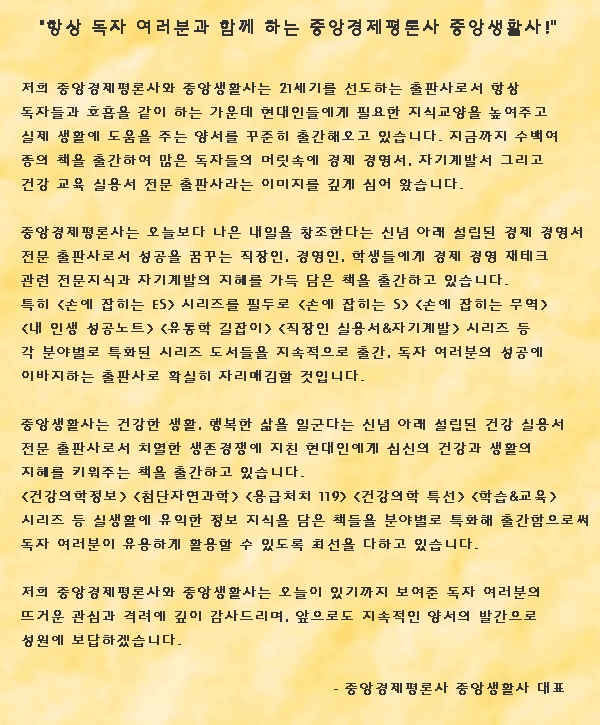 "항상 독자 여러분과 함께 하는 중앙경제평론사 중앙생활사!"
저희 중앙경제평론사와 중앙생활사는 21세기를 선도하는 출판사로서 항상
독자들과 호흡을 같이 하는 가운데 현대인들에게 필요한 지식교양을 높여주고
실제 생활에 도움을 주는 양서를 꾸준히 출간해오고 있습니다. 지금까지 수백여
종의 책을 출간하여 많은 독자들의 머릿속에 경제 경영서, 자기계발서 그리고
건강 교육 실용서 전문 출판사라는 이미지를 깊게 심어 왔습니다.
중앙경제평론사는 오늘보다 나은 내일을 창조한다는 신념 아래 설립된 경제 경영서
전문 출판사로서 성공을 꿈꾸는 직장인, 경영인, 학생들에게 경제 경영 재테크
관련 전문지식과 자기계발의 지혜를 가득 담은 책을 출간하고 있습니다.
특히 <손에 잡히는 ES> 시리즈를 필두로 <손에 잡히는 S> <손에 잡히는 무역>
<내 인생 성공노트> <유통학 길잡이> <직장인 실용서&자기계발> 시리즈 등
각 분야별로 특화된 시리즈 도서들을 지속적으로 출간, 독자 여러분의 성공에
이바지하는 출판사로 확실히 자리매김할 것입니다.
중앙생활사는 건강한 생활, 행복한 삶을 일군다는 신념 아래 설립된 건강 실용서
전문 출판사로서 치열한 생존경쟁에 지친 현대인에게 심신의 건강과 생활의
지혜를 키워주는 책을 출간하고 있습니다.
<건강의학정보> <첨단자연과학> <응급처치 119> <건강의학 특선> <학습&교육>
시리즈 등 실생활에 유익한 정보 지식을 담은 책들을 분야별로 특화해 출간함으로써
독자 여러분이 유용하게 활용할 수 있도록 최선을 다하고 있습니다.
저희 중앙경제평론사와 중앙생활사는 오늘이 있기까지 보여준 독자 여러분의
뜨거운 관심과 격려에 깊이 감사드리며, 앞으로도 지속적인 양서의 발간으로
성원에 보답하겠습니다.
- 중앙경제평론사 중앙생활사 대표